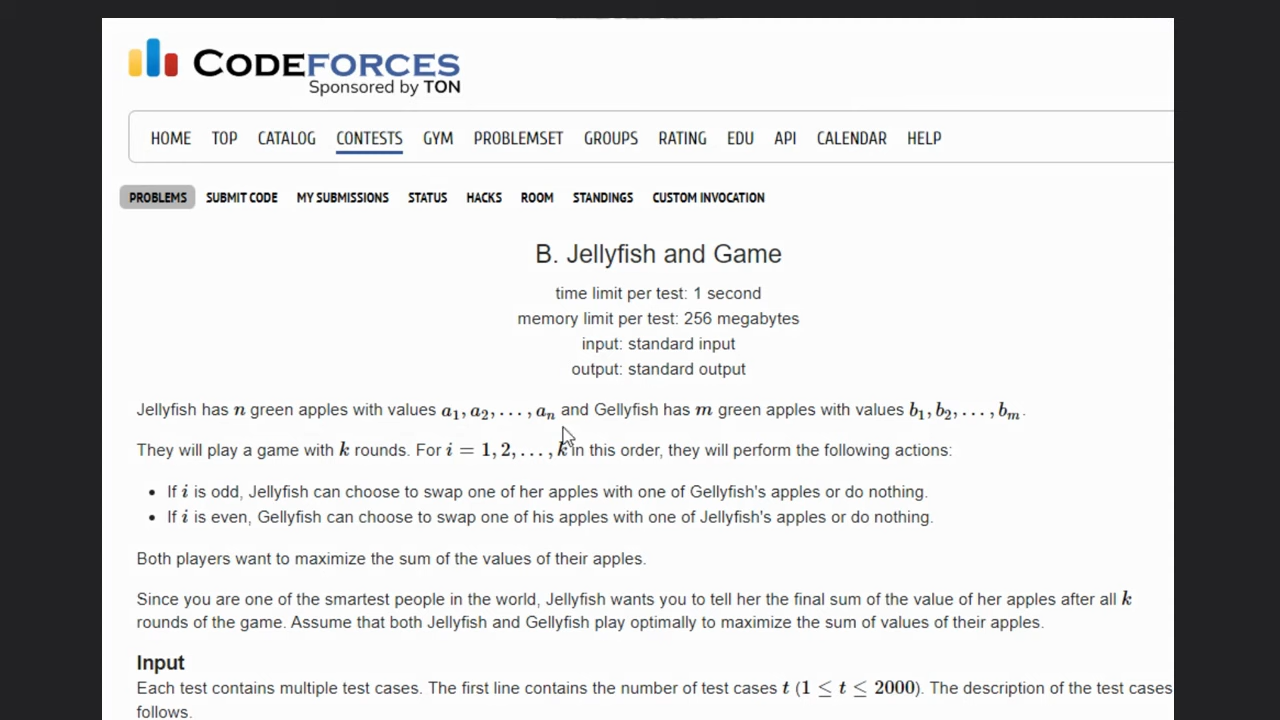 CODEFORCES
Sponsored by TON
HOME TOP CATALOG CONTESTS GYM PROBLEMSET GROUPS RATING EDU API CALENDAR HELP
PROBLEMS SUBMIT CODE MY SUBMISSIONS STATUS HACKS ROOM STANDINGS CUSTOM INVOCATION
B. Jellyfish and Game
time limit per test: 1 second
memory limit per test: 256 megabytes
input: standard input
output: standard output
Jellyfish has n green apples with values a₁, a₂, . . . , aₙ and Gellyfish has m green apples with values b₁, b₂, . . . , bₘ.
They will play a game with k rounds. For i = 1, 2, . . . , k in this order, they will perform the following actions:
• If i is odd, Jellyfish can choose to swap one of her apples with one of Gellyfish's apples or do nothing.
• If i is even, Gellyfish can choose to swap one of his apples with one of Jellyfish's apples or do nothing.
Both players want to maximize the sum of the values of their apples.
Since you are one of the smartest people in the world, Jellyfish wants you to tell her the final sum of the value of her apples after all k
rounds of the game. Assume that both Jellyfish and Gellyfish play optimally to maximize the sum of values of their apples.
Input
Each test contains multiple test cases. The first line contains the number of test cases t (1 ≤ t ≤ 2000). The description of the test cases
follows.